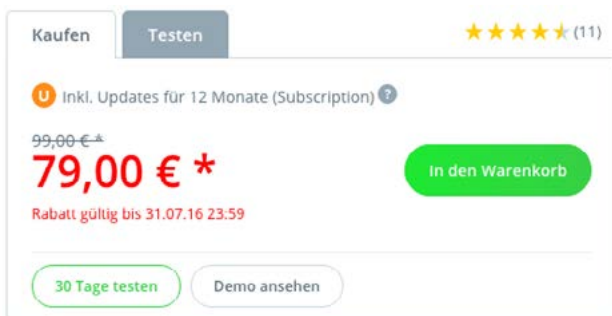 Kaufen Testen (11)
U Inkl. Updates für 12 Monate (Subscription) ?
99,00 € *
79,00 € *
In den Warenkorb
Rabatt gültig bis 31.07.16 23:59
30 Tage testen Demo ansehen